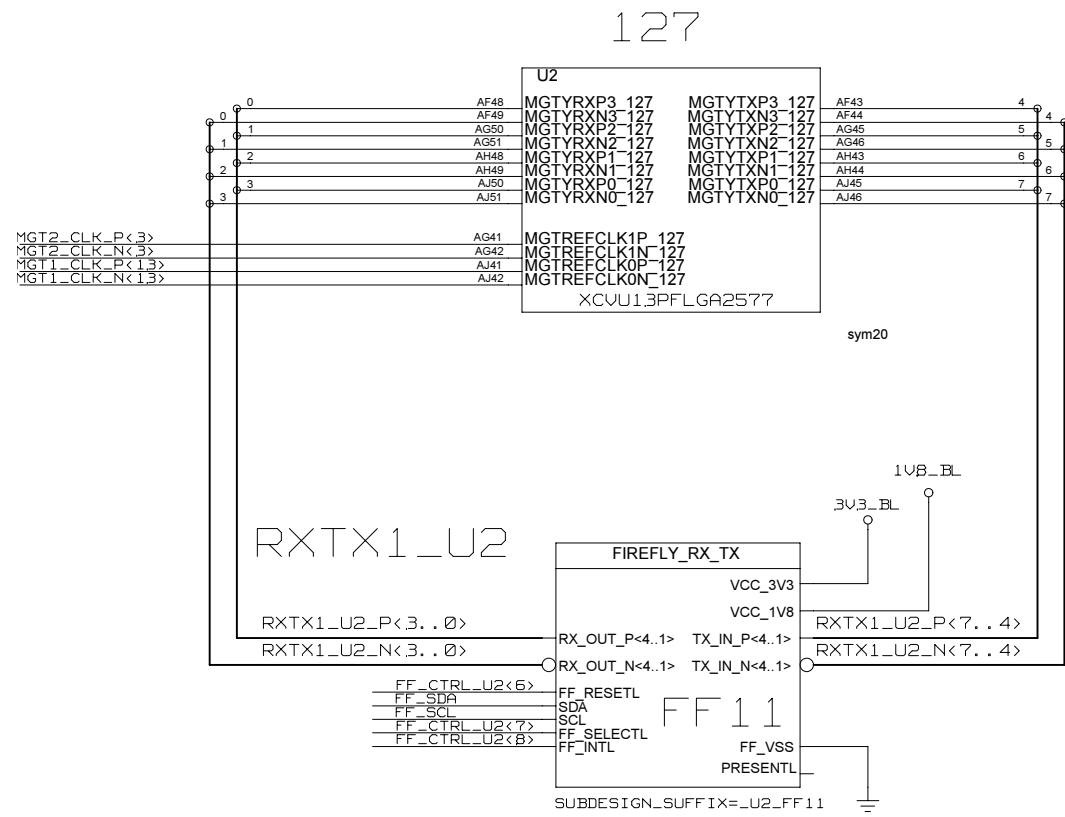 127
U2
0 AF48 MGTYRXP3_127 MGTYTXP3_127 AF43 4
0 AF49 MGTYRXN3_127 MGTYTXN3_127 AF44 4
1 AG50 MGTYRXP2_127 MGTYTXP2_127 AG45 5
1 AG51 MGTYRXN2_127 MGTYTXN2_127 AG46 5
2 AH48 MGTYRXP1_127 MGTYTXP1_127 AH43 6
2 AH49 MGTYRXN1_127 MGTYTXN1_127 AH44 6
3 AJ50 MGTYRXP0_127 MGTYTXP0_127 AJ45 7
3 AJ51 MGTYRXN0_127 MGTYTXN0_127 AJ46 7
MGT2_CLK_P<3> AG41 MGTREFCLK1P_127
MGT2_CLK_N<3> AG42 MGTREFCLK1N_127
MGT1_CLK_P<13> AJ41 MGTREFCLK0P_127
MGT1_CLK_N<13> AJ42 MGTREFCLK0N_127
XCVU13PFLGA2577
sym20
1V8_BL
3V3_BL
RXTX1_U2
FIREFLY_RX_TX
VCC_3V3
VCC_1V8
RXTX1_U2_P<3..0> RX_OUT_P<4..1> TX_IN_P<4..1> RXTX1_U2_P<7..4>
RXTX1_U2_N<3..0> RX_OUT_N<4..1> TX_IN_N<4..1> RXTX1_U2_N<7..4>
FF_CTRL_U2<6> FF_RESETL
FF_SDA SDA
FF_SCL SCL
FF11
FF_CTRL_U2<7> FF_SELECTL
FF_CTRL_U2<8> FF_INTL FF_VSS
PRESENTL
SUBDESIGN_SUFFIX=_U2_FF11